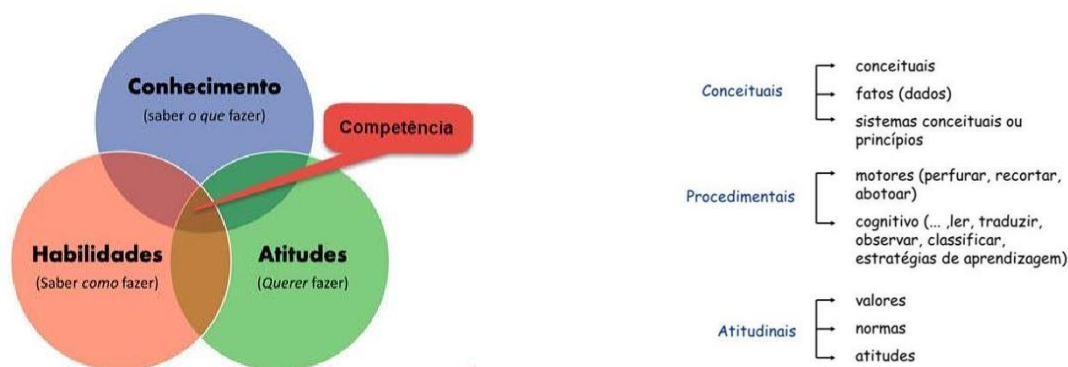 Conhecimento
(saber o que fazer)
Competência
Habilidades
(Saber como fazer)
Atitudes
(Querer fazer)
Conceituais
conceituais
fatos (dados)
sistemas conceituais ou
princípios
Procedimentais
motores (perfurar, recortar,
abotoar)
cognitivo (... ,ler, traduzir,
observar, classificar,
estratégias de aprendizagem)
Atitudinais
valores
normas
atitudes